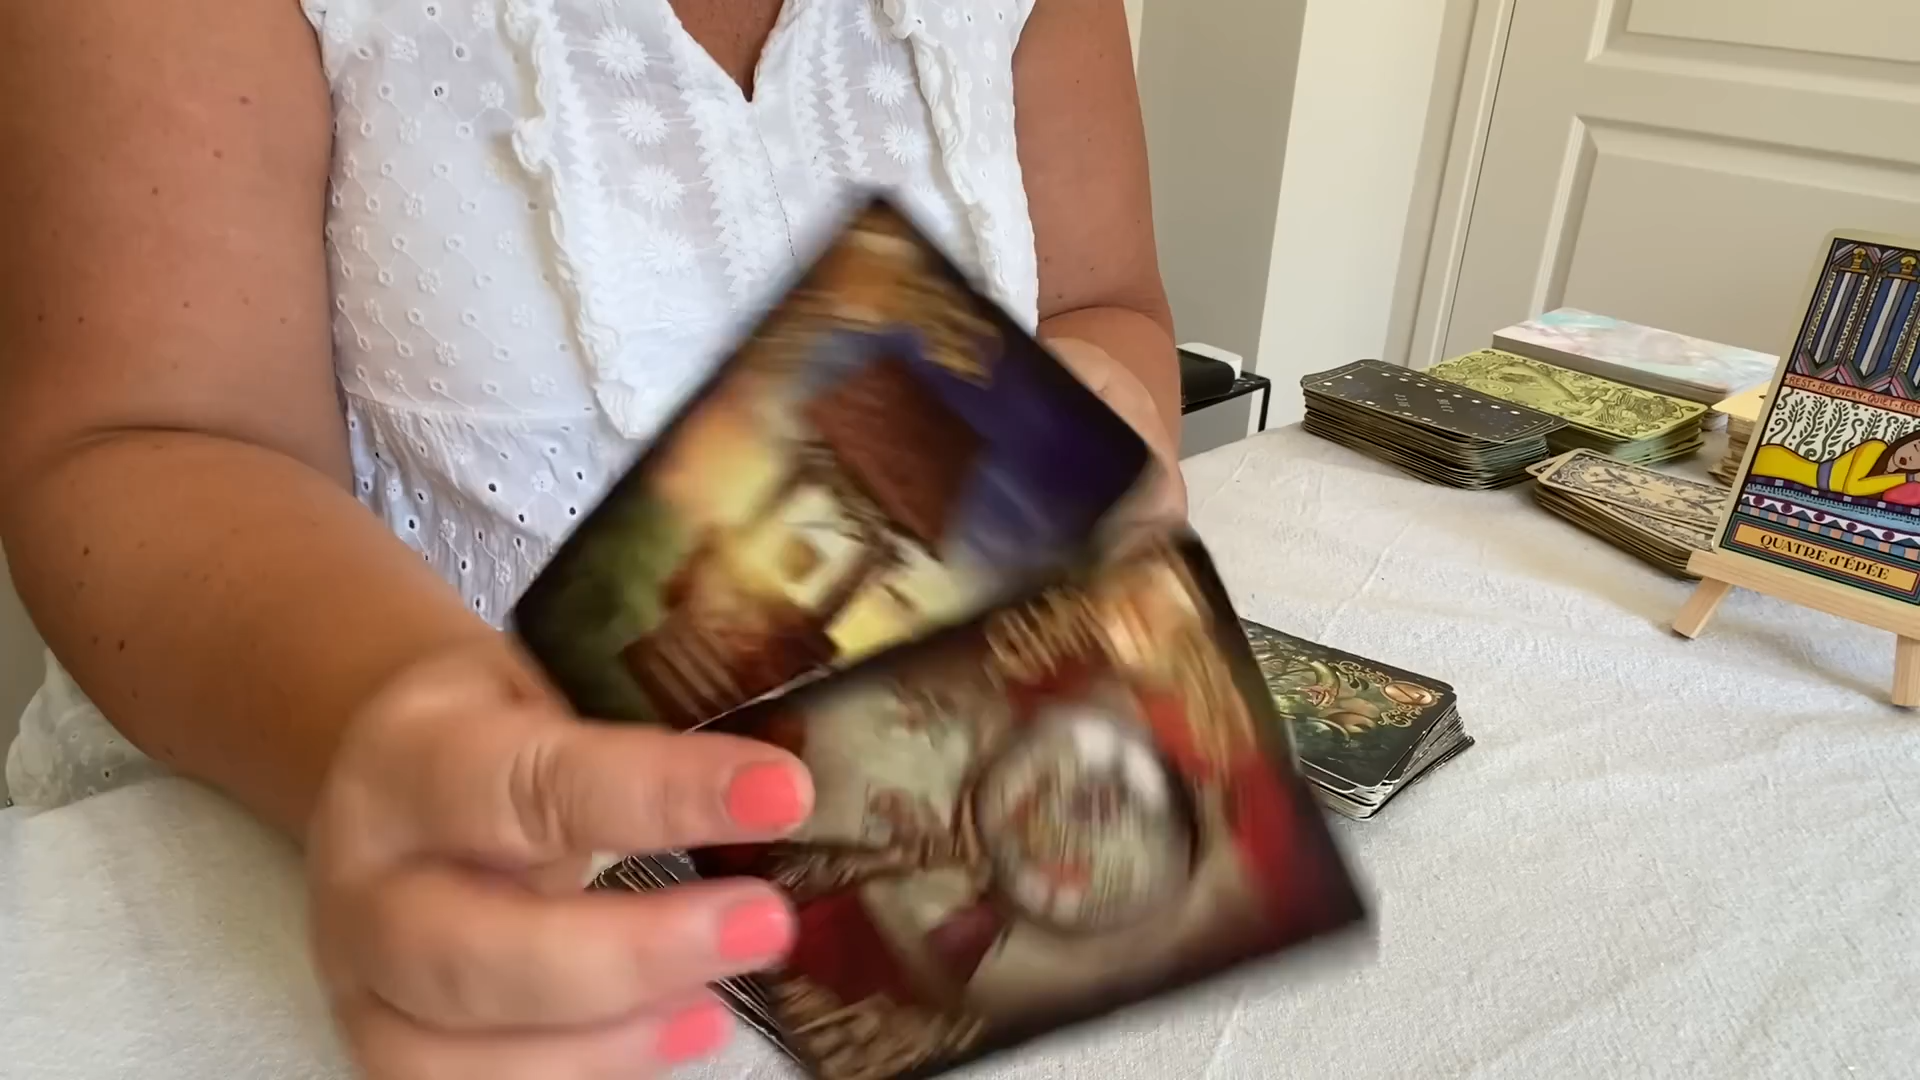 REST • RECOVERY • QUIET • REST
QUATRE d'ÉPÉE